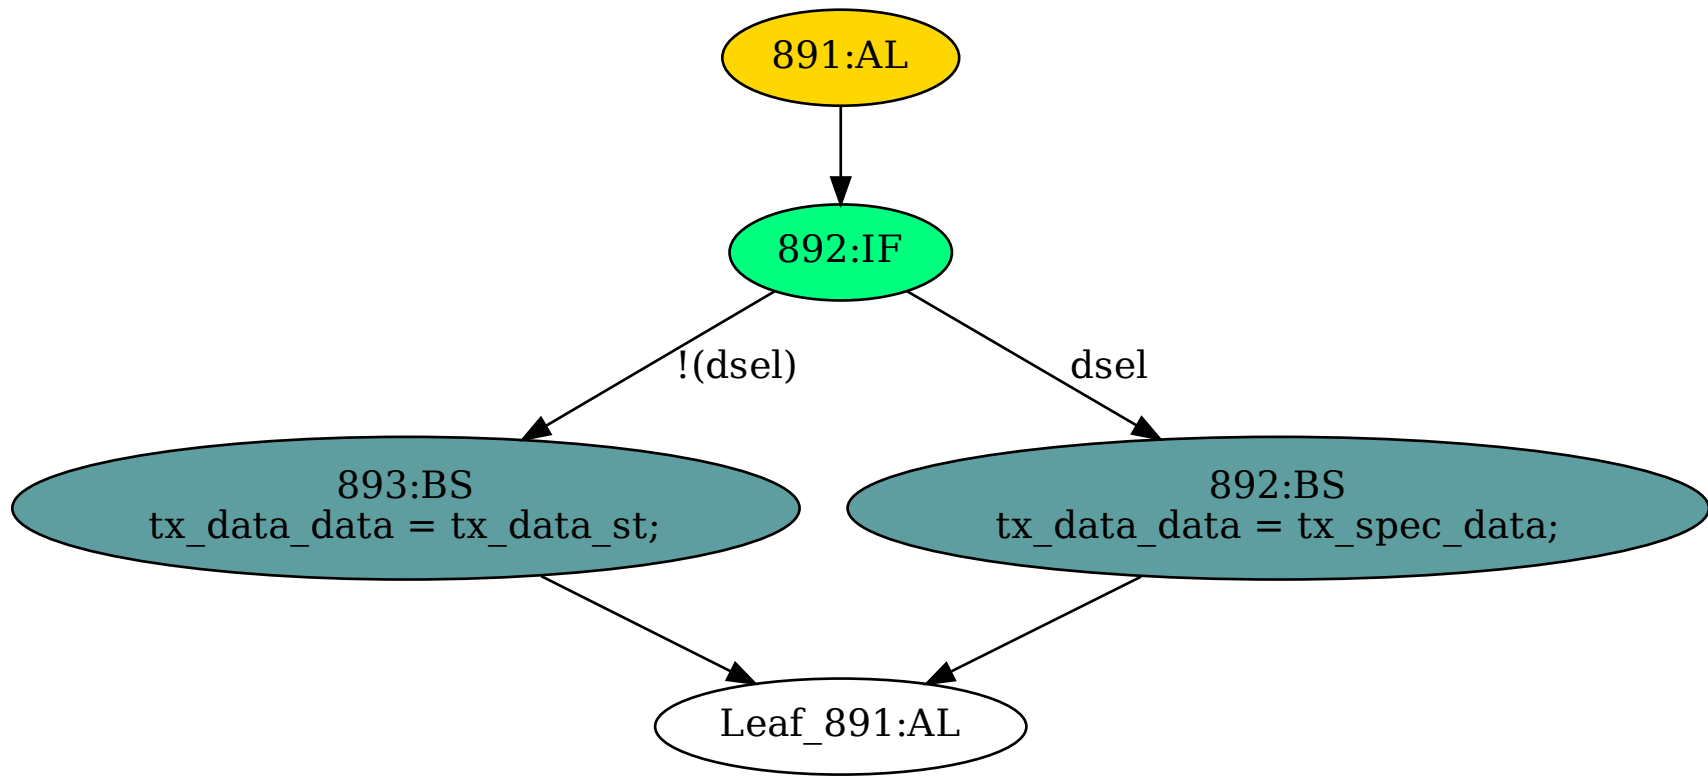 891:AL
892:IF
!(dsel)
dsel
893:BS
tx_data_data = tx_data_st;
892:BS
tx_data_data = tx_spec_data;
Leaf_891:AL